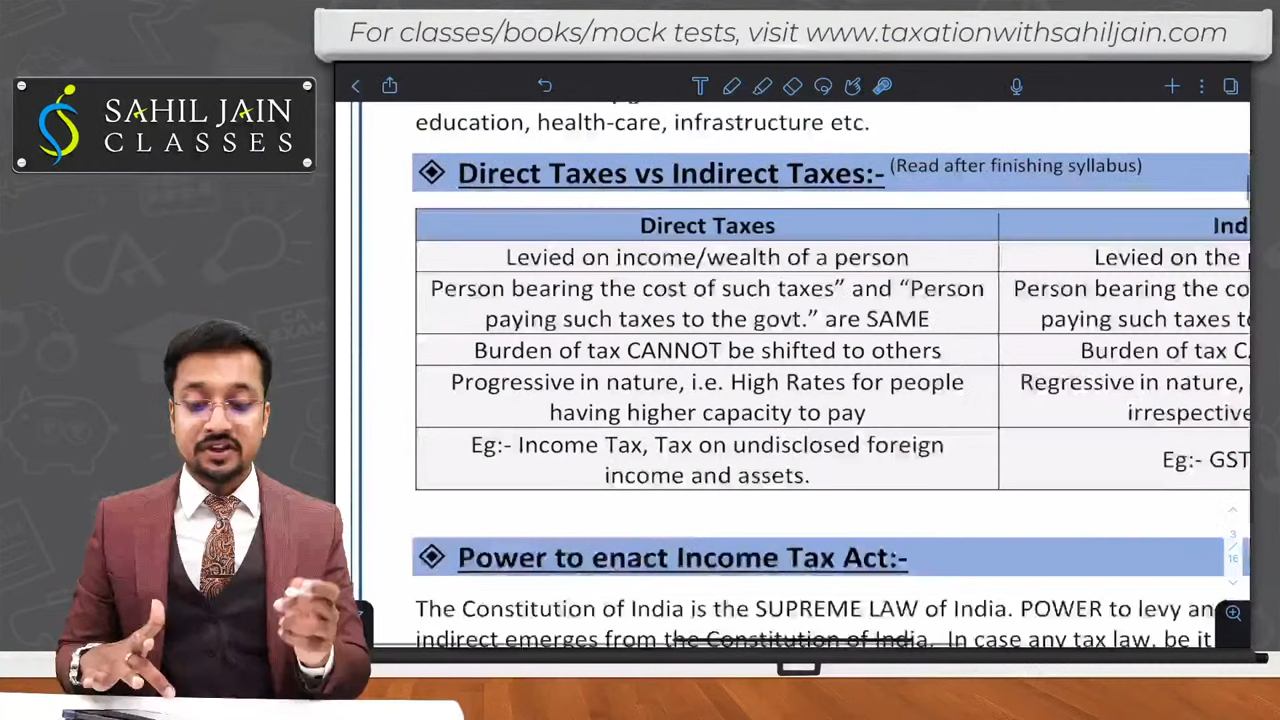 For classes/books/mock tests, visit www.taxationwithsahiljain.com
SAHIL JAIN
CLASSES
education, health-care, infrastructure etc.
Direct Taxes vs Indirect Taxes:- (Read after finishing syllabus)
Direct Taxes
Ind
Levied on income/wealth of a person
Levied on the
Person bearing the cost of such taxes” and “Person
paying such taxes to the govt.” are SAME
Person bearing the co
paying such taxes to
Burden of tax CANNOT be shifted to others
Burden of tax C
Progressive in nature, i.e. High Rates for people
having higher capacity to pay
Regressive in nature,
irrespective
Eg:- Income Tax, Tax on undisclosed foreign
income and assets.
Eg:- GST
3
16
Power to enact Income Tax Act:-
The Constitution of India is the SUPREME LAW of India. POWER to levy an
indirect emerges from the Constitution of India. In case any tax law, be it
CA
EXAM